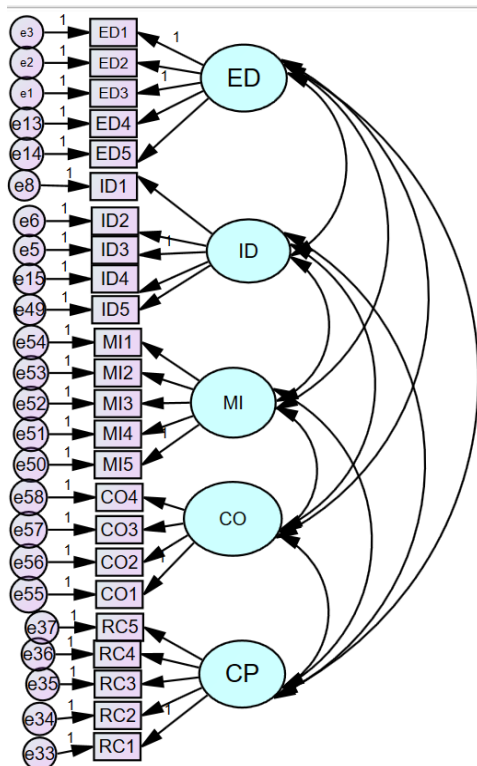 e3 1 ED1 1
e2 1 ED2
ED
e1 1 ED3 1
e13 1 ED4
e14 1 ED5
e8 1 ID1
e6 1 ID2
e5 1 ID3 1
ID
e15 1 ID4
e49 1 ID5
e54 1 MI1
e53 1 MI2
e52 1 MI3
MI
e51 1 MI4 1
e50 1 MI5
e58 1 CO4
CO
e57 1 CO3
e56 1 CO2 1
e55 1 CO1
e37 1 RC5
e36 1 RC4
CP
e35 1 RC3
e34 1 RC2 1
e33 1 RC1